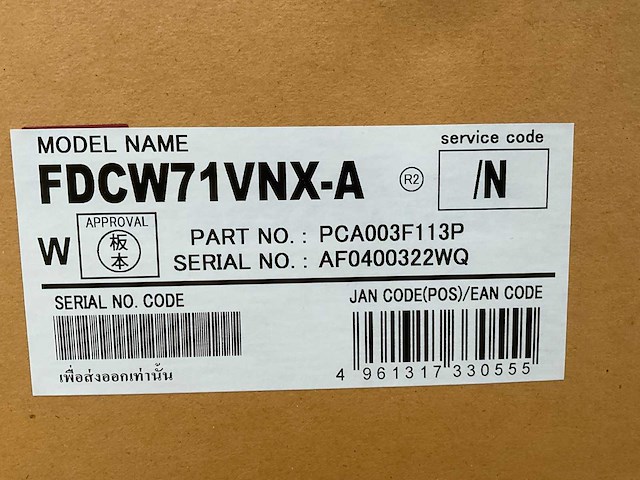 MODEL NAME
service code
FDCW71VNX-A
R2
/N
W
APPROVAL
板
本
PART NO. : PCA003F113P
SERIAL NO. : AF0400322WQ
SERIAL NO. CODE
JAN CODE(POS)/EAN CODE
เพื่อส่งออกเท่านั้น
4 961317 330555